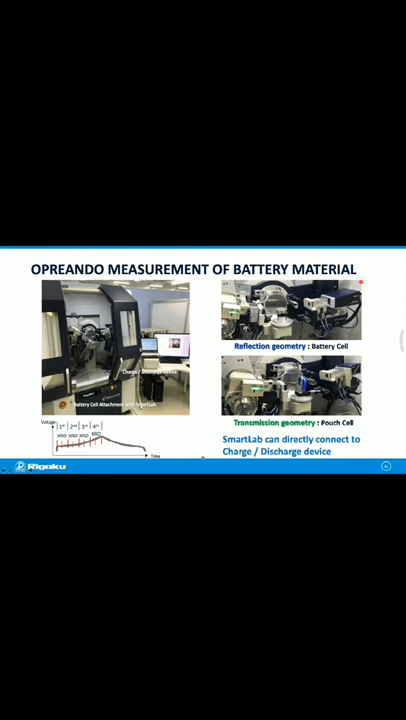 OPREANDO MEASUREMENT OF BATTERY MATERIAL
Charge / Discharge device
Battery Cell Attachment with SmartLab
Reflection geometry : Battery Cell
Transmission geometry : Pouch Cell
Voltage
1st 2nd 3rd 4th
XRD XRD XRD XRD
Time
SmartLab can directly connect to
Charge / Discharge device
Rigaku